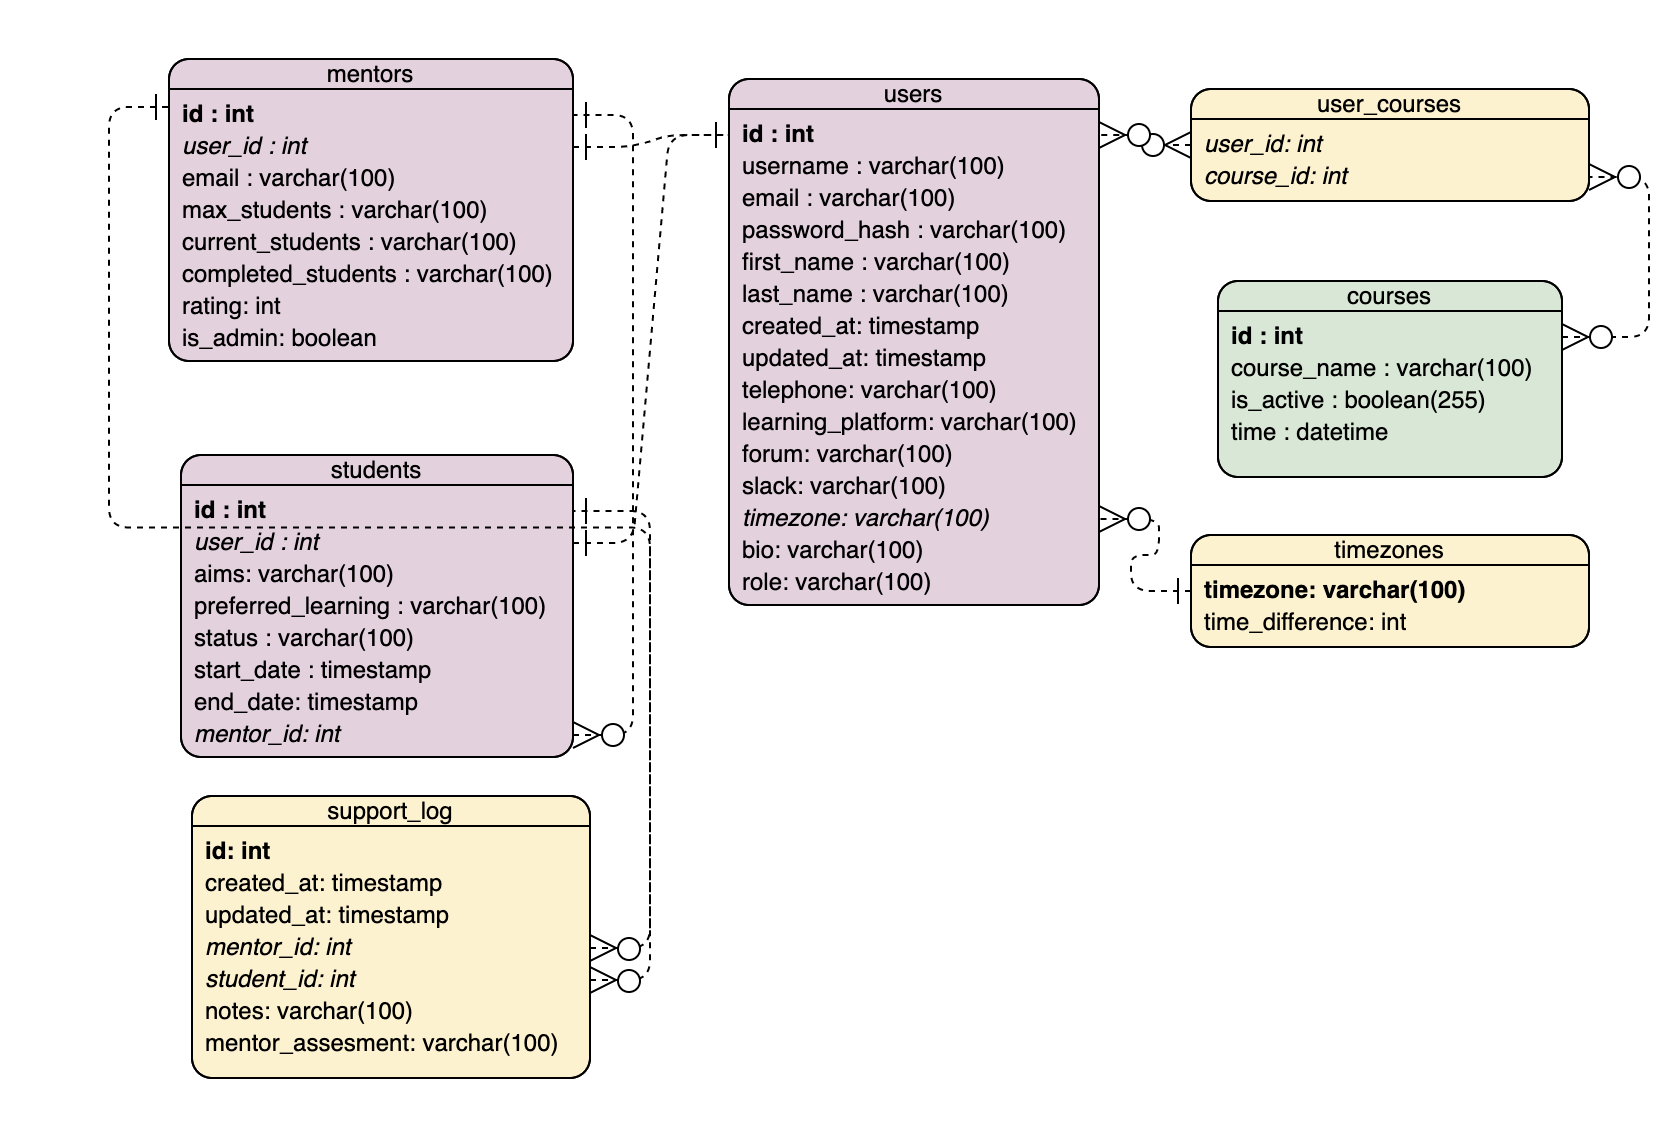 mentors
id : int
user_id : int
email : varchar(100)
max_students : varchar(100)
current_students : varchar(100)
completed_students : varchar(100)
rating: int
is_admin: boolean
students
id : int
user_id : int
aims: varchar(100)
preferred_learning : varchar(100)
status : varchar(100)
start_date : timestamp
end_date: timestamp
mentor_id: int
support_log
id: int
created_at: timestamp
updated_at: timestamp
mentor_id: int
student_id: int
notes: varchar(100)
mentor_assesment: varchar(100)
users
id : int
username : varchar(100)
email : varchar(100)
password_hash : varchar(100)
first_name : varchar(100)
last_name : varchar(100)
created_at: timestamp
updated_at: timestamp
telephone: varchar(100)
learning_platform: varchar(100)
forum: varchar(100)
slack: varchar(100)
timezone: varchar(100)
bio: varchar(100)
role: varchar(100)
user_courses
user_id: int
course_id: int
courses
id : int
course_name : varchar(100)
is_active : boolean(255)
time : datetime
timezones
timezone: varchar(100)
time_difference: int